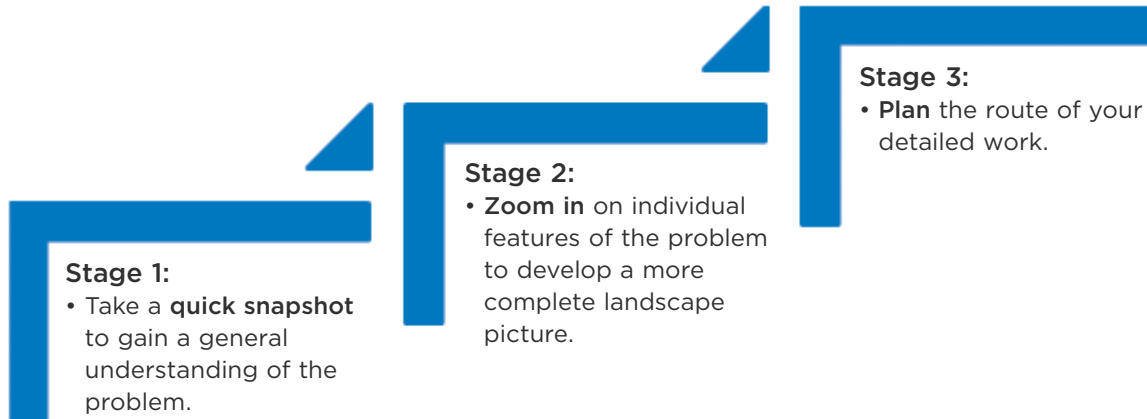 Stage 1:
• Take a quick snapshot
to gain a general
understanding of the
problem.
Stage 2:
• Zoom in on individual
features of the problem
to develop a more
complete landscape
picture.
Stage 3:
• Plan the route of your
detailed work.